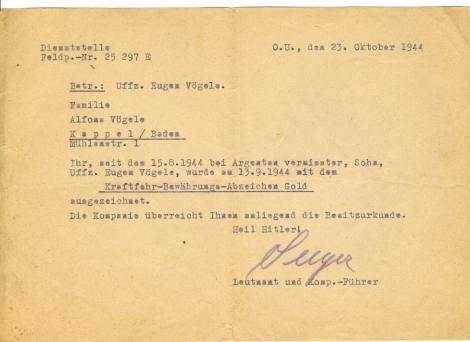 Dienststelle
Feldp.-Nr. 25 297 E
O.U., den 23. Oktober 1944
Betr.: Uffz. Eugen Vögele.
Familie
Alfons Vögele
Kappel/Baden
Mühlenstr. 1
Ihr, seit dem 15.8.1944 bei Argentan vermisster, Sohn,
Uffz. Eugen Vögele, wurde am 13.9.1944 mit dem
Kraftfahr-Bewährungs-Abzeichen Gold
ausgezeichnet.
Die Kompanie überreicht Ihnen anliegend die Besitzurkunde.
Heil Hitler!
Leutnant und Komp.-Führer